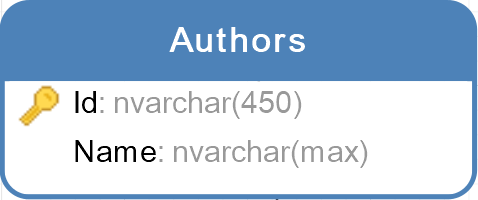 Authors
Id: nvarchar(450)
Name: nvarchar(max)